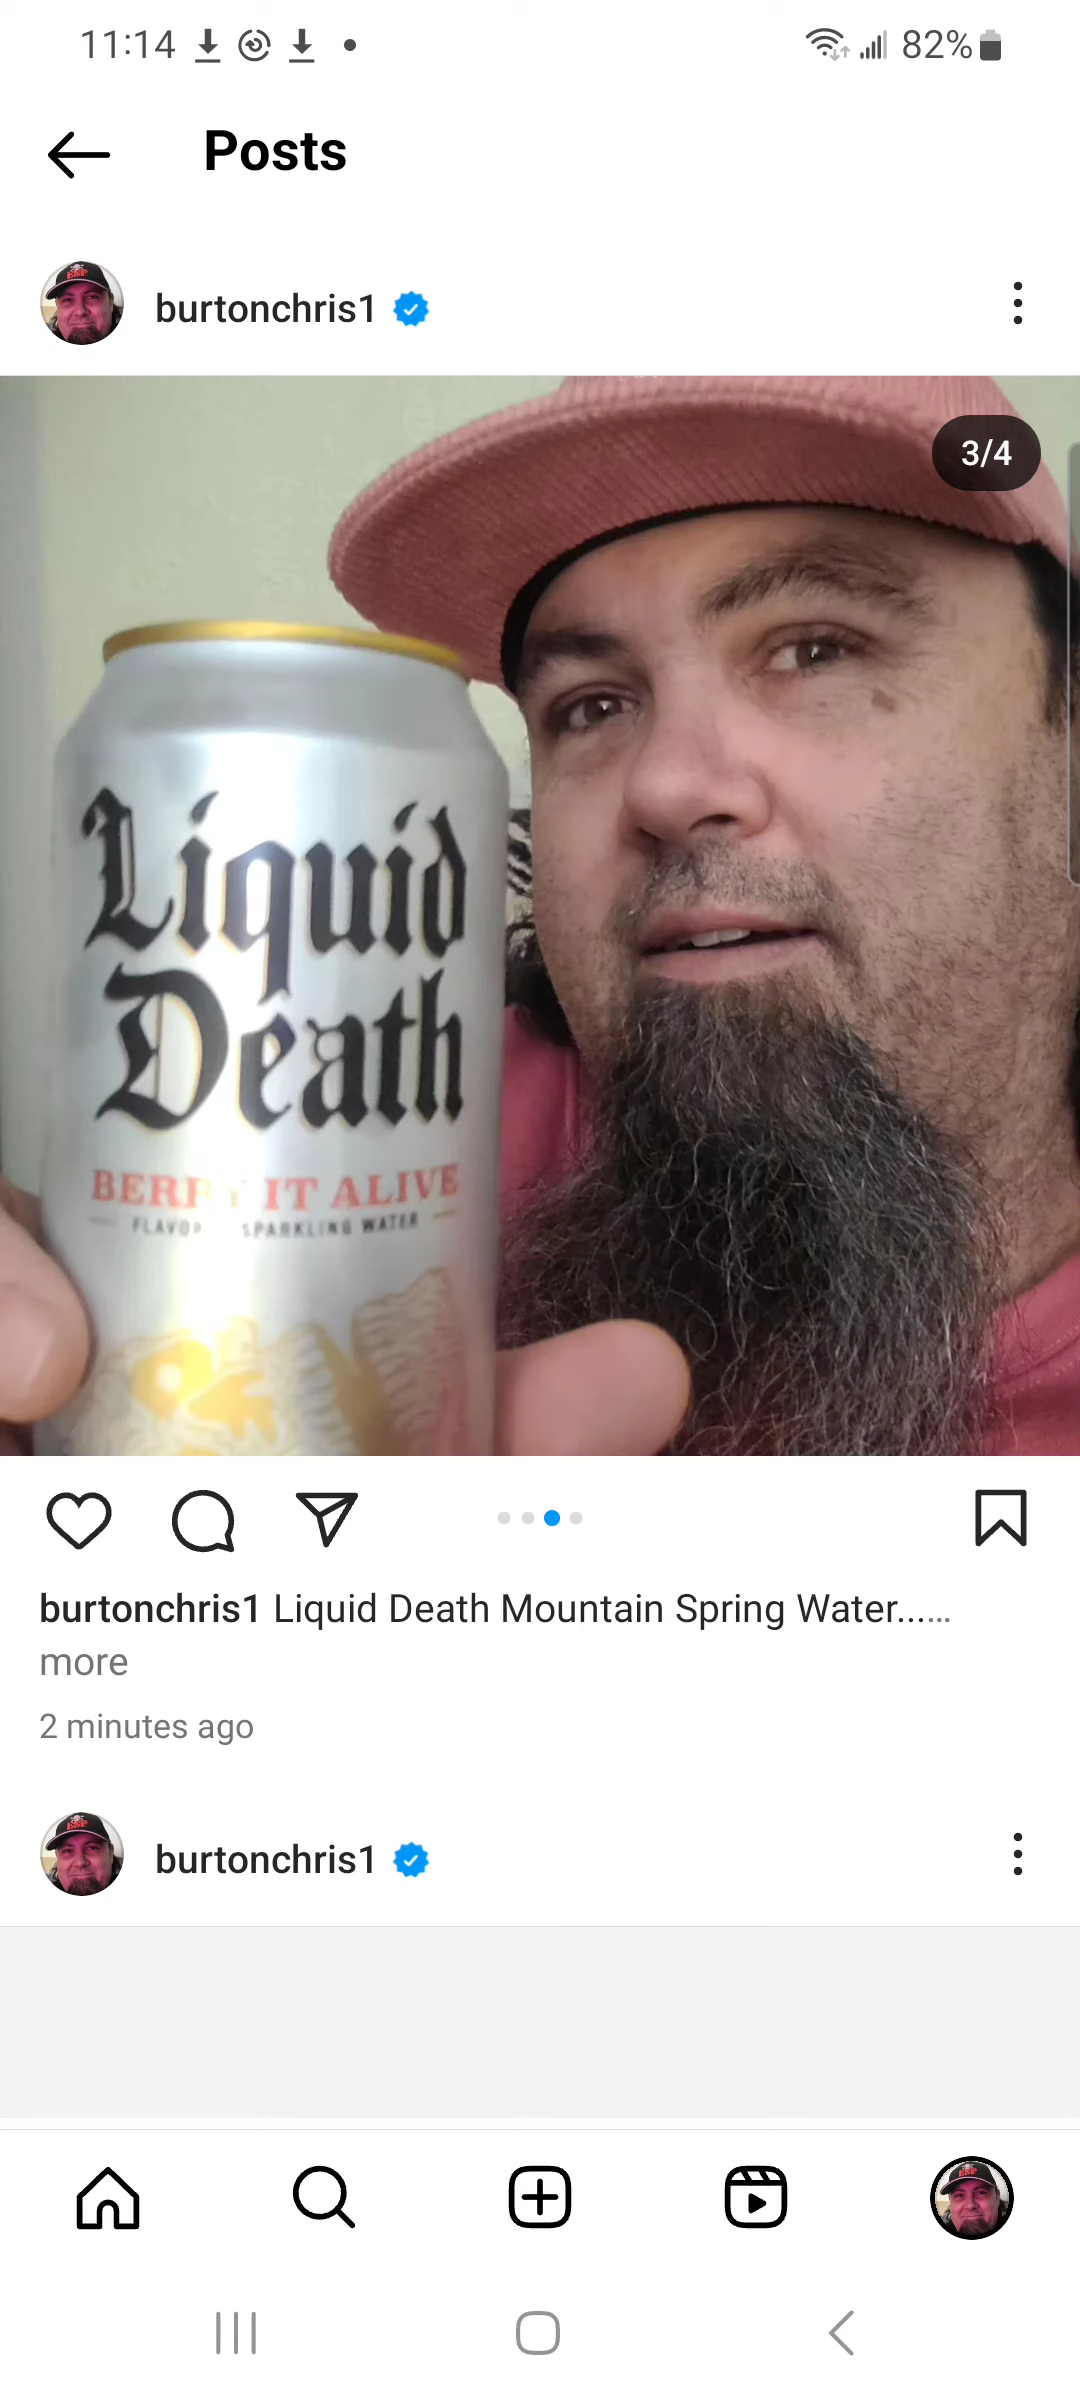 11:14
82%
Posts
burtonchris1
3/4
Liquid
Death
IT ALIVE
SPARKLING WATER
burtonchris1 Liquid Death Mountain Spring Water......
more
2 minutes ago
burtonchris1